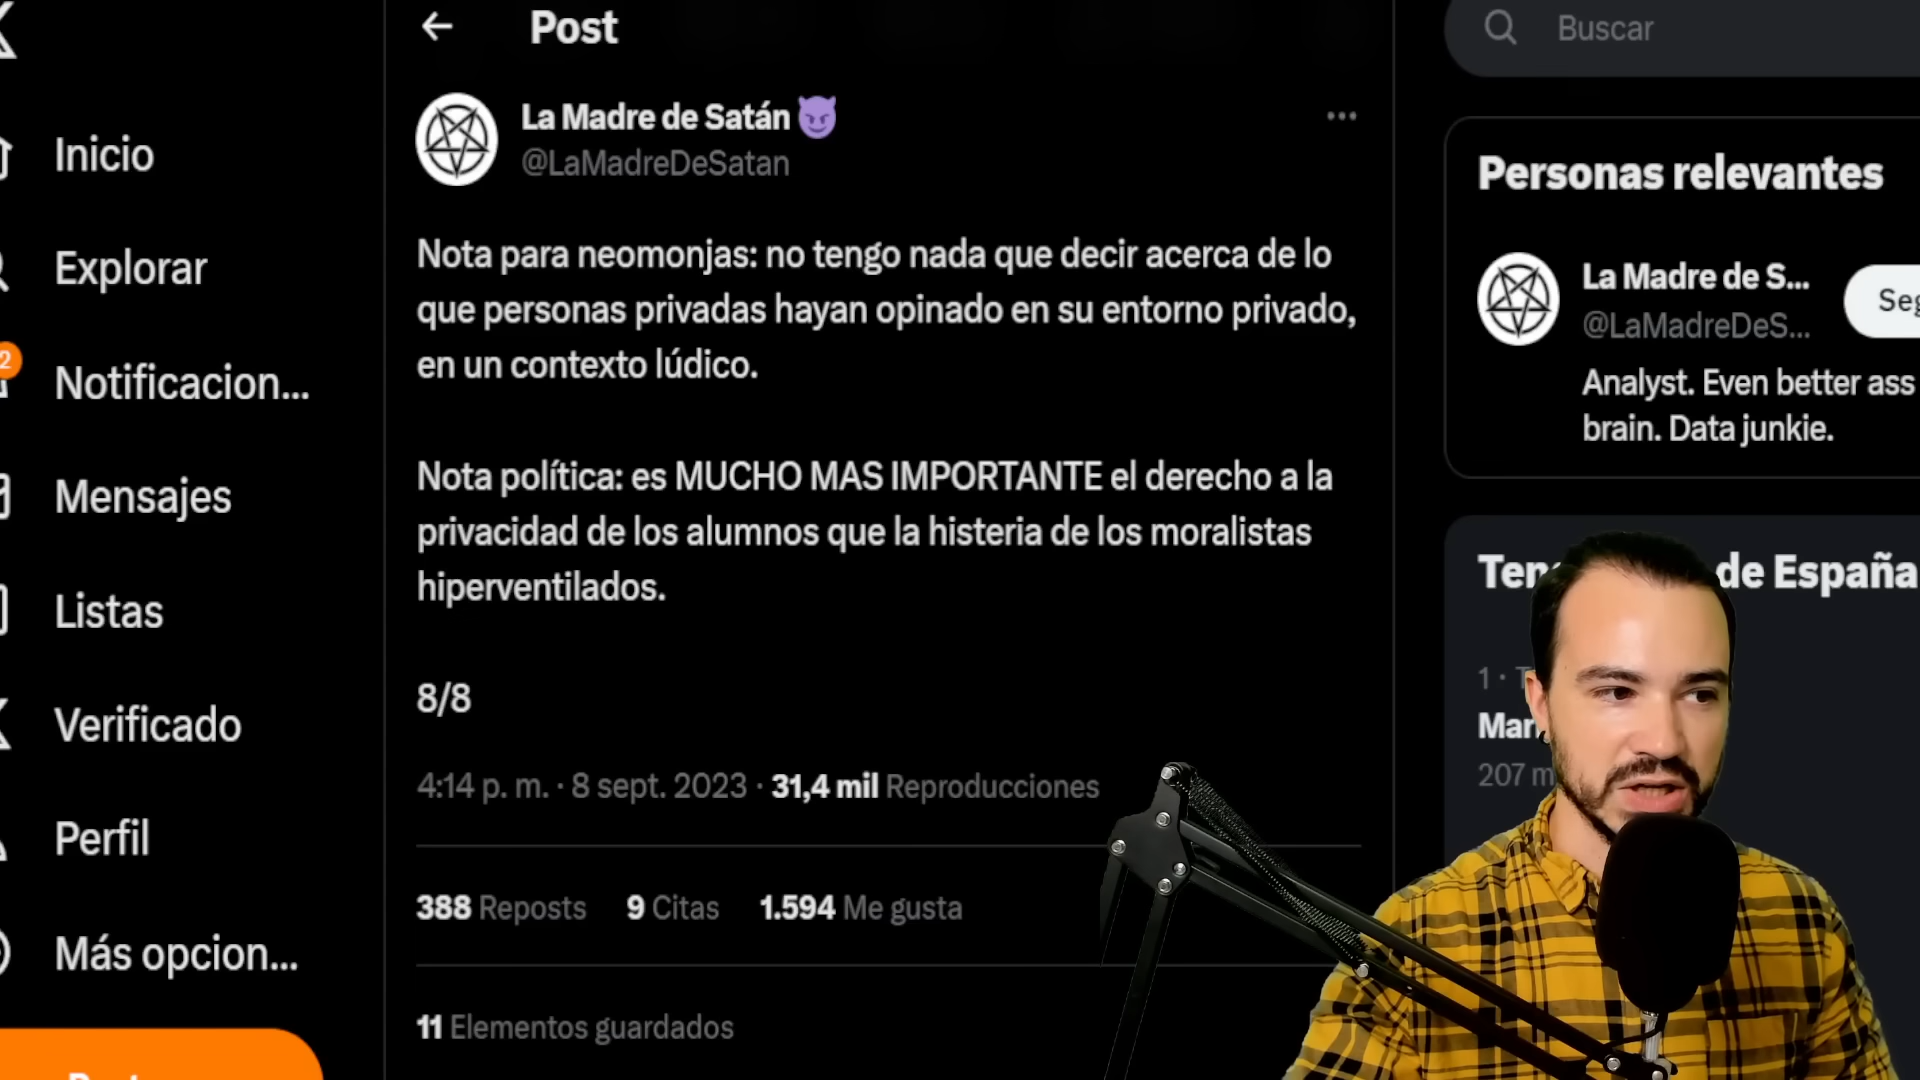 Post
Buscar
Inicio
Explorar
2
Notificacion...
Mensajes
Listas
Verificado
Perfil
Más opcion...
La Madre de Satán
@LaMadreDeSatan
Nota para neomonjas: no tengo nada que decir acerca de lo
que personas privadas hayan opinado en su entorno privado,
en un contexto lúdico.
Nota política: es MUCHO MAS IMPORTANTE el derecho a la
privacidad de los alumnos que la histeria de los moralistas
hiperventilados.
8/8
4:14 p. m. · 8 sept. 2023 · 31,4 mil Reproducciones
388 Reposts 9 Citas 1.594 Me gusta
11 Elementos guardados
Personas relevantes
La Madre de S...
@LaMadreDeS...
Analyst. Even better ass
brain. Data junkie.
de España
1 ·
207 m